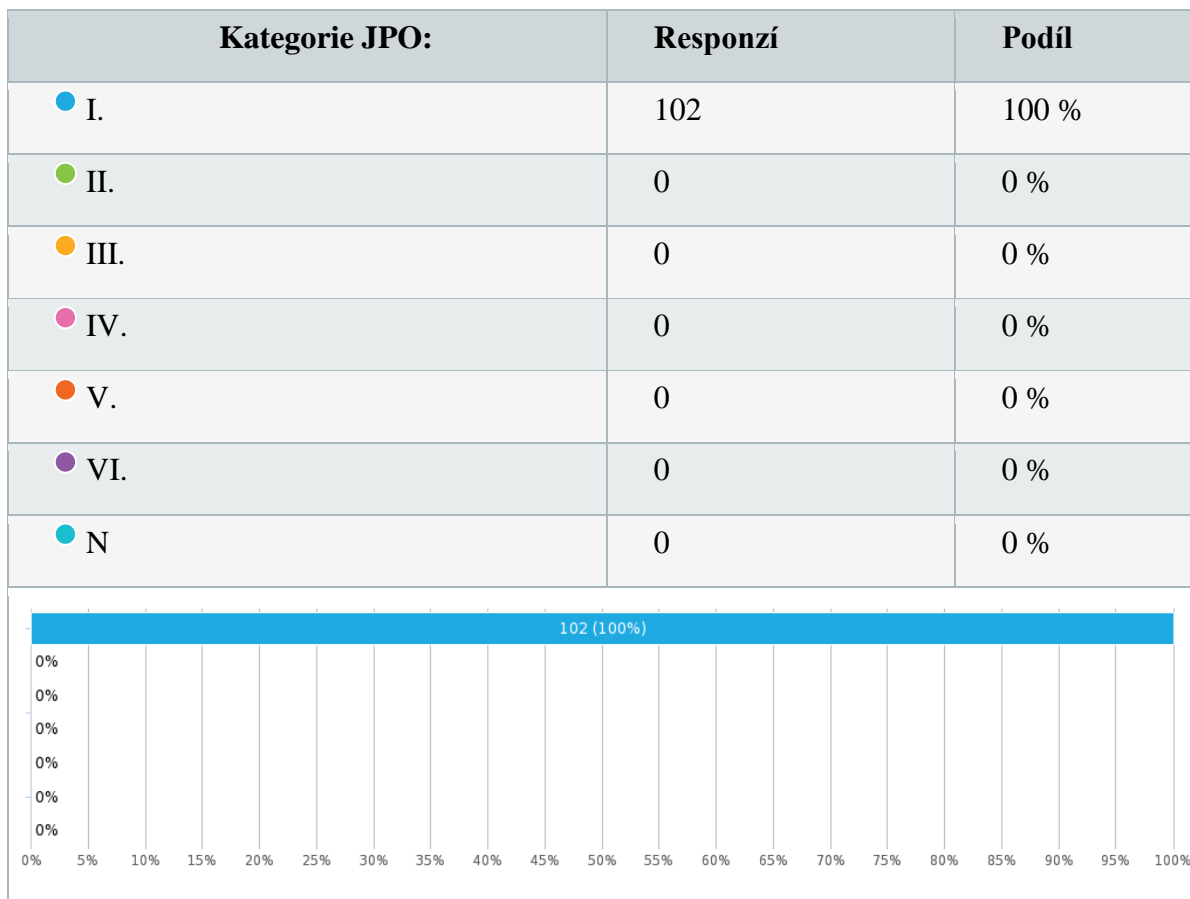 Kategorie JPO: Responzí Podíl
I. 102 100 %
II. 0 0 %
III. 0 0 %
IV. 0 0 %
V. 0 0 %
VI. 0 0 %
N 0 0 %
102 (100%)
0%
0%
0%
0%
0%
0%
0% 5% 10% 15% 20% 25% 30% 35% 40% 45% 50% 55% 60% 65% 70% 75% 80% 85% 90% 95% 100%